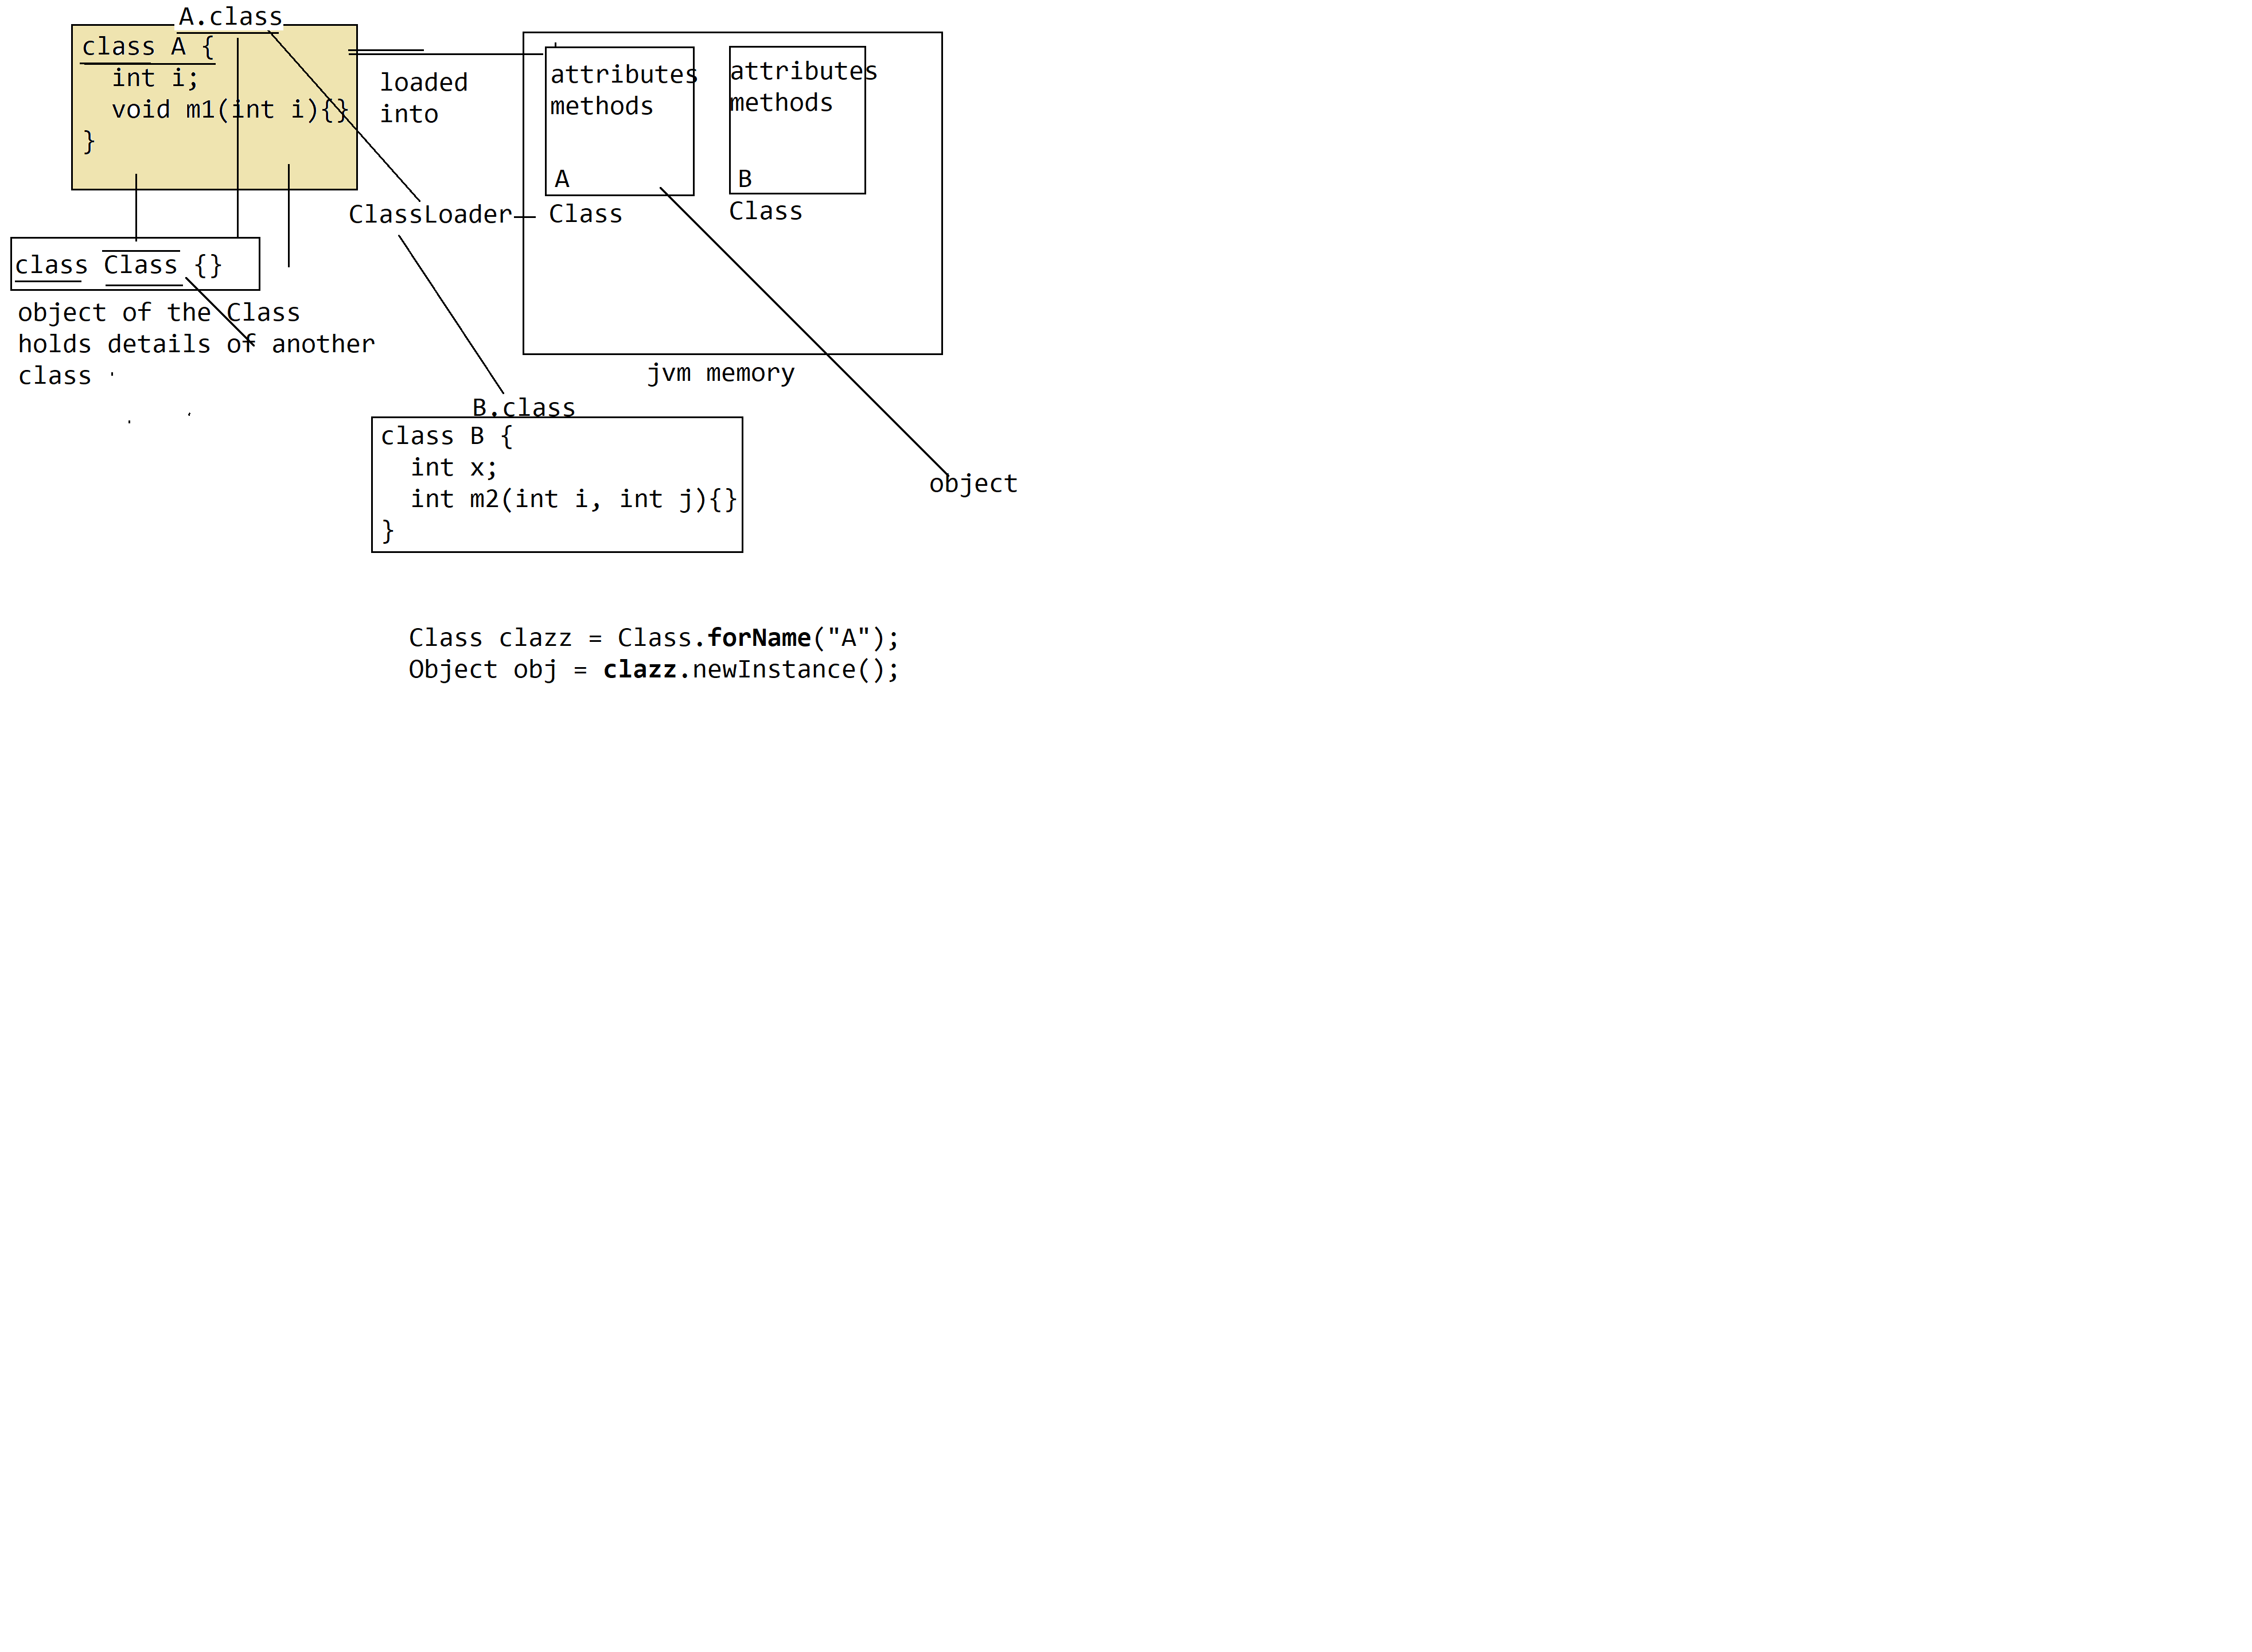 A.class
class A {
  int i;
  void m1(int i){}
}
loaded
into
attributes
methods
A
Class
attributes
methods
B
Class
ClassLoader
class Class {}
object of the Class
holds details of another
class
jvm memory
B.class
class B {
  int x;
  int m2(int i, int j){}
}
object
Class clazz = Class.forName("A");
Object obj = clazz.newInstance();